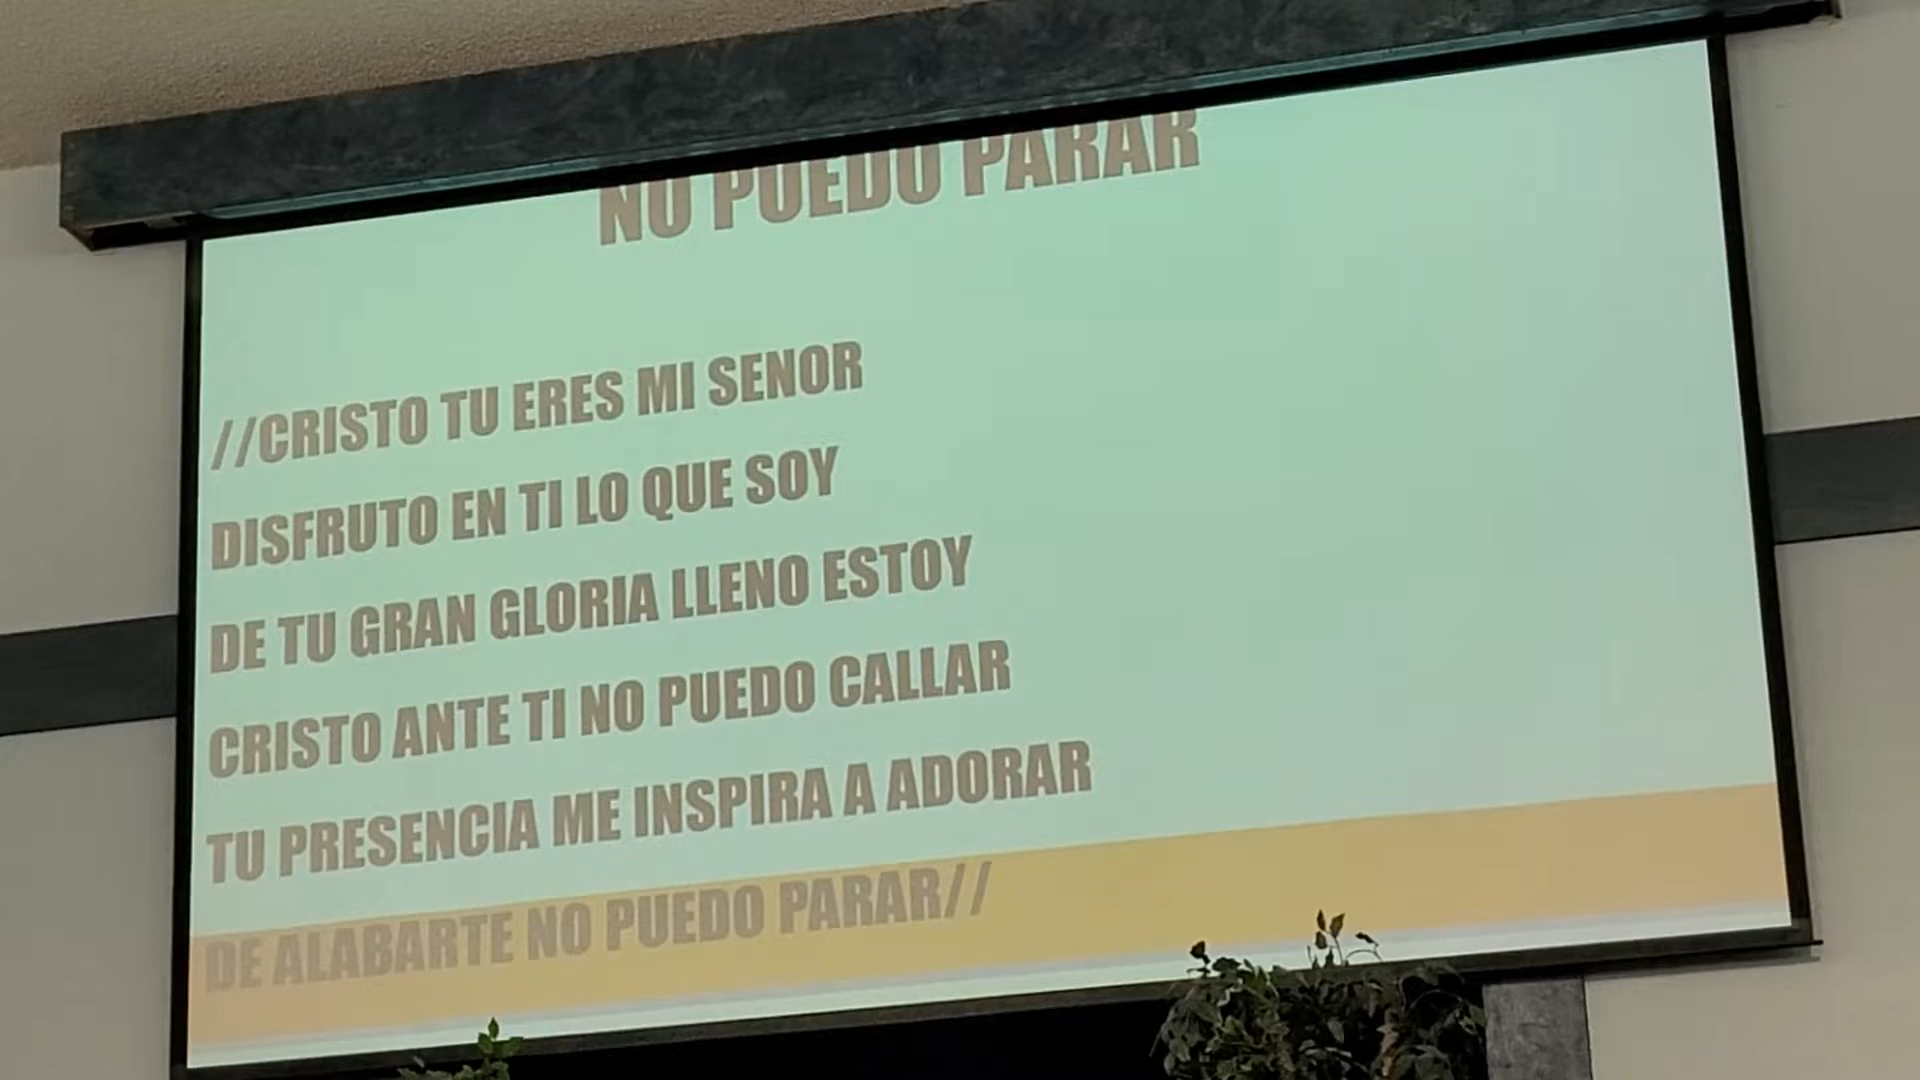 NO PUEDO PARAR
//CRISTO TU ERES MI SENOR
DISFRUTO EN TI LO QUE SOY
DE TU GRAN GLORIA LLENO ESTOY
CRISTO ANTE TI NO PUEDO CALLAR
TU PRESENCIA ME INSPIRA A ADORAR
DE ALABARTE NO PUEDO PARAR//